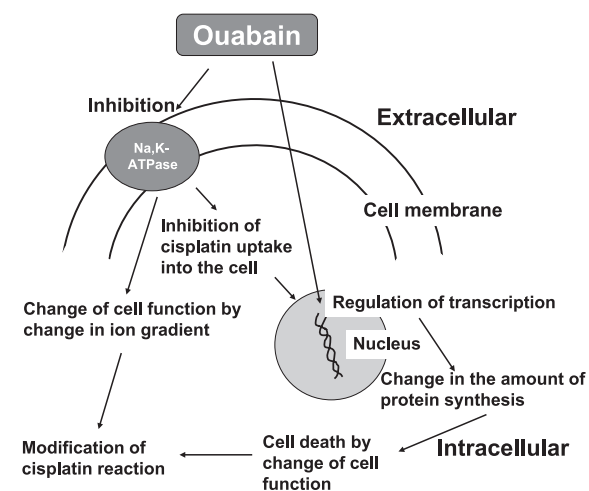 Ouabain
Inhibition
Extracellular
Na,K-
ATPase
Cell membrane
Inhibition of
cisplatin uptake
into the cell
Change of cell function by
change in ion gradient
Regulation of transcription
Nucleus
Change in the amount of
protein synthesis
Modification of
cisplatin reaction
Cell death by
change of cell
function
Intracellular